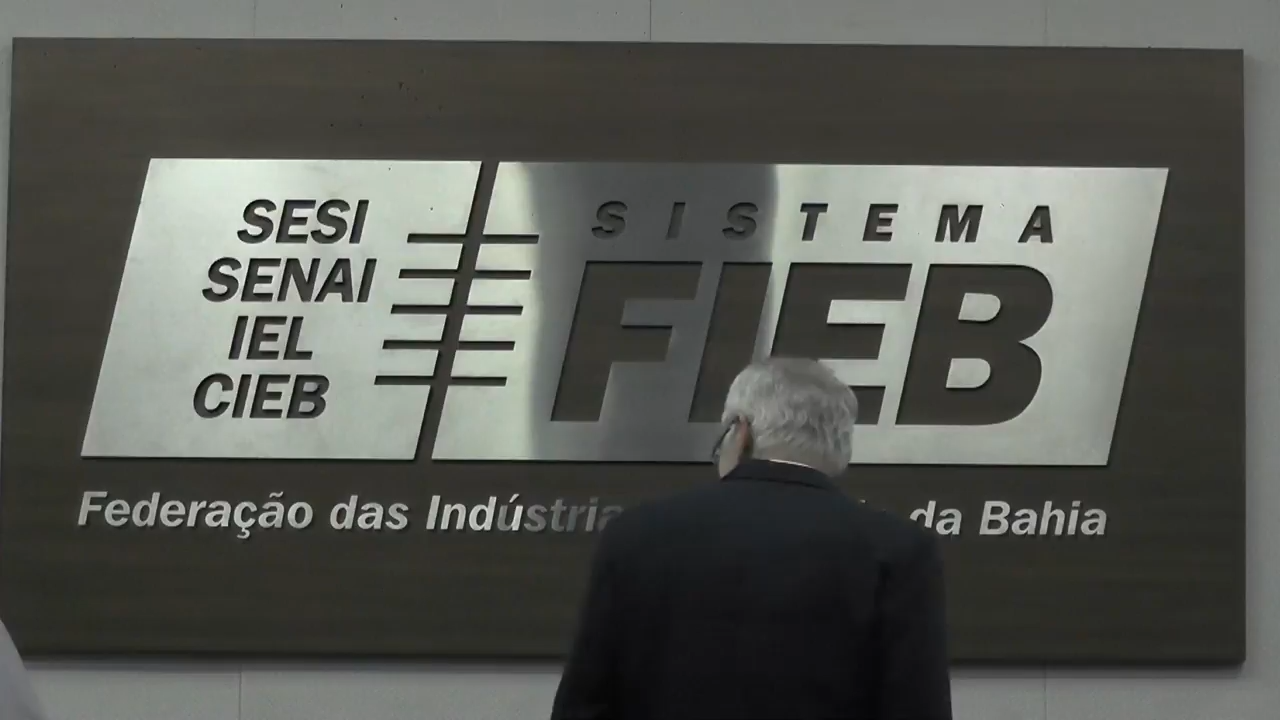 SESI
SENAI
IEL
CIEB
SISTEMA
FIEB
Federação das Indústria da Bahia